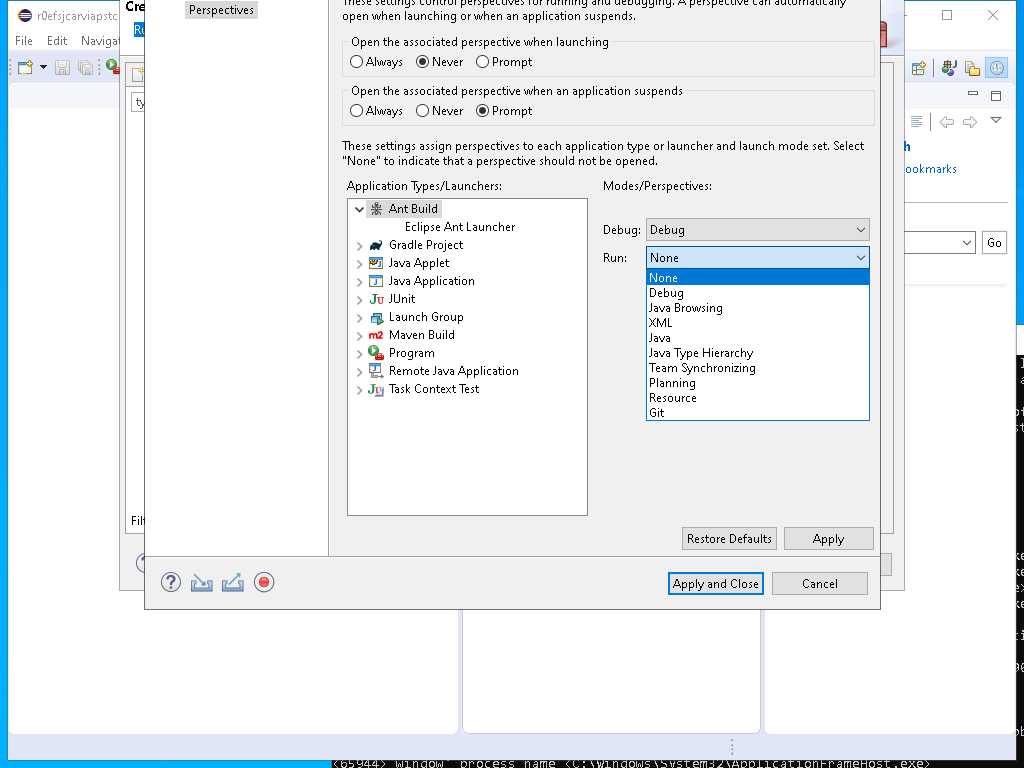 r0efsjcarviapstc
Cre
Perspectives
These settings control perspectives for running and debugging. A perspective can automatically
open when launching or when an application suspends.
File Edit Navigat
Ru
Open the associated perspective when launching
Always Never Prompt
Open the associated perspective when an application suspends
Always Never Prompt
ty
These settings assign perspectives to each application type or launcher and launch mode set. Select
"None" to indicate that a perspective should not be opened.
h
ookmarks
Application Types/Launchers:
Modes/Perspectives:
Ant Build
Eclipse Ant Launcher
Gradle Project
Java Applet
Java Application
JUnit
Launch Group
Maven Build
Program
Remote Java Application
Task Context Test
Debug: Debug
Run: None
None
Debug
Java Browsing
XML
Java
Java Type Hierarchy
Team Synchronizing
Planning
Resource
Git
Go
Filt
Restore Defaults Apply
Apply and Close Cancel
<65944> Window process name <C:\Windows\System32\ApplicationFrameHost.exe>